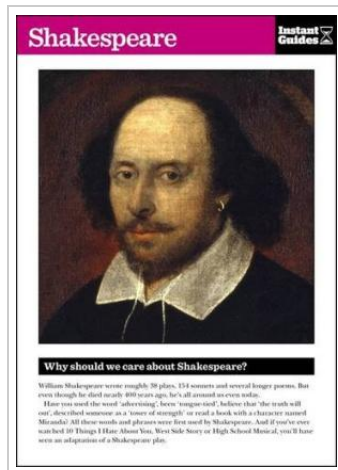 Shakespeare
Instant
Guides
Why should we care about Shakespeare?
William Shakespeare wrote roughly 38 plays, 154 sonnets and several longer poems. But
even though he died nearly 400 years ago, he's all around us even today.
Have you used the word 'advertising', been 'tongue-tied', believe that 'the truth will
out', described someone as a 'tower of strength' or read a book with a character named
Miranda? All these words and phrases were first used by Shakespeare. And if you've ever
watched 10 Things I Hate About You, West Side Story or High School Musical, you'll have
seen an adaptation of a Shakespeare play.